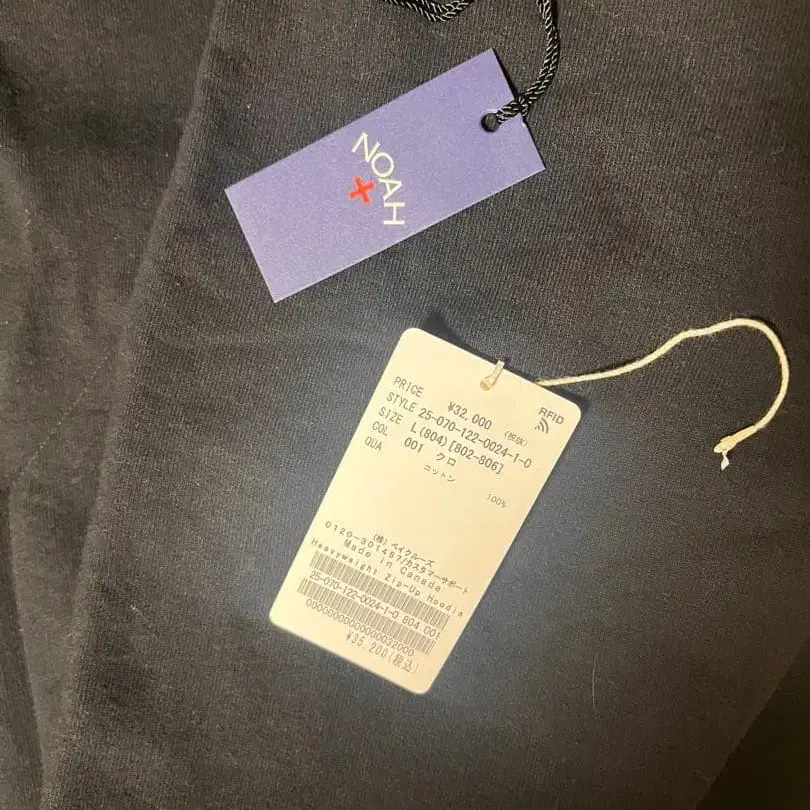 NOAH
RFID
PRICE ¥32,000 (税抜)
STYLE 25-070-122-0024-1-0
SIZE L(804)[802-806]
COL 001 クロ
QUA コットン 100%
(株)ベイクルーズ
0120-301457/カスタマーサポート
Made in Canada
Heavyweight Zip-Up Hoodie
25-070-122-0024-1-0 804 001
0000000000000032000
¥35,200(税込)